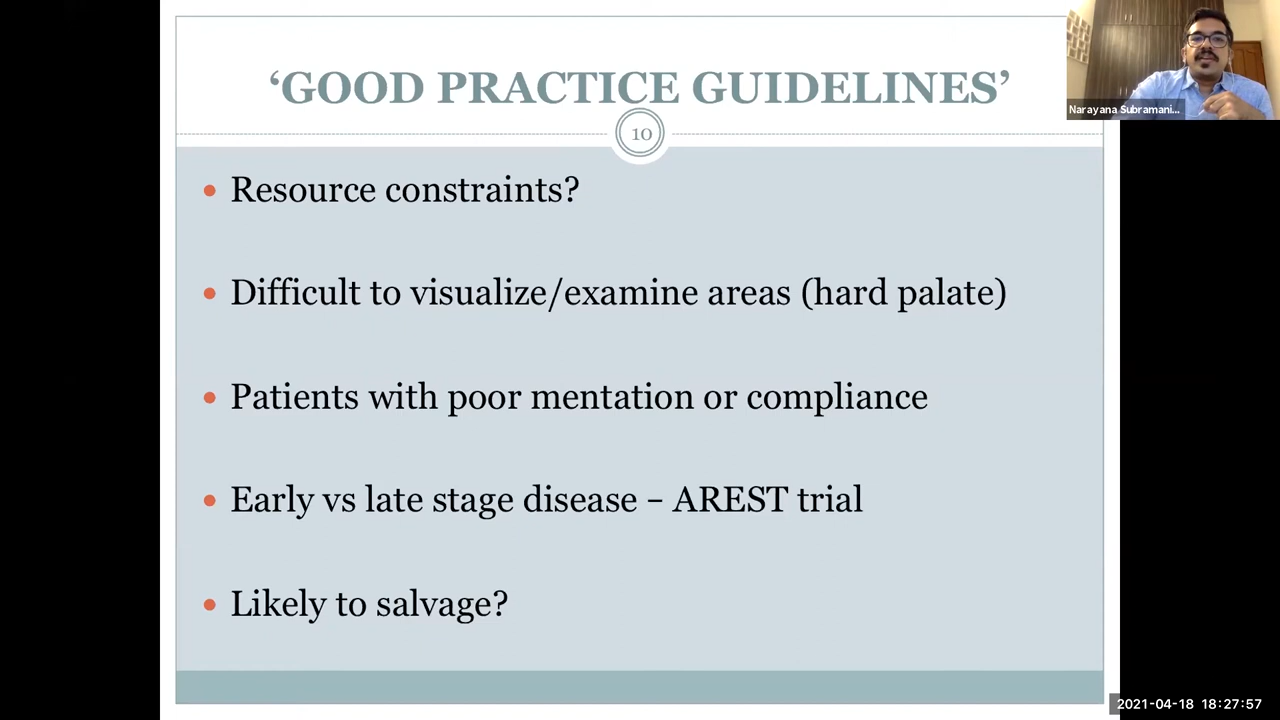 ‘GOOD PRACTICE GUIDELINES’
10
• Resource constraints?
• Difficult to visualize/examine areas (hard palate)
• Patients with poor mentation or compliance
• Early vs late stage disease – AREST trial
• Likely to salvage?
Narayana Subramani...
2021-04-18 18:27:57